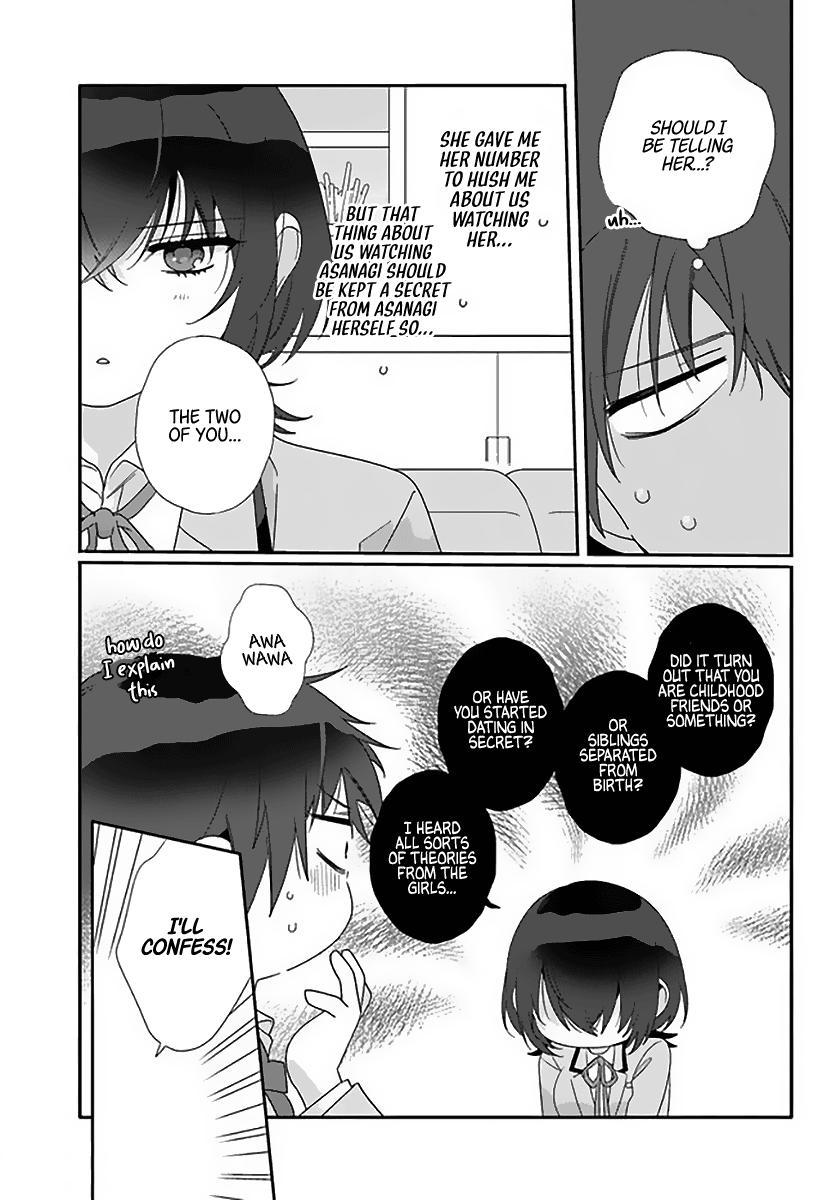 SHOULD I
BE TELLING
HER...?
uh...
SHE GAVE ME
HER NUMBER
TO HUSH ME
ABOUT US
WATCHING
HER...
BUT THAT
THING ABOUT
US WATCHING
ASANAGI SHOULD
BE KEPT A SECRET
FROM ASANAGI
HERSELF SO...
THE TWO
OF YOU...
DID IT TURN
OUT THAT YOU
ARE CHILDHOOD
FRIENDS OR
SOMETHING?
OR
SIBLINGS
SEPARATED
FROM
BIRTH?
OR HAVE
YOU STARTED
DATING IN
SECRET?
I HEARD
ALL SORTS
OF THEORIES
FROM THE
GIRLS...
AWA
WAWA
how do
I explain
this
I'LL
CONFESS!